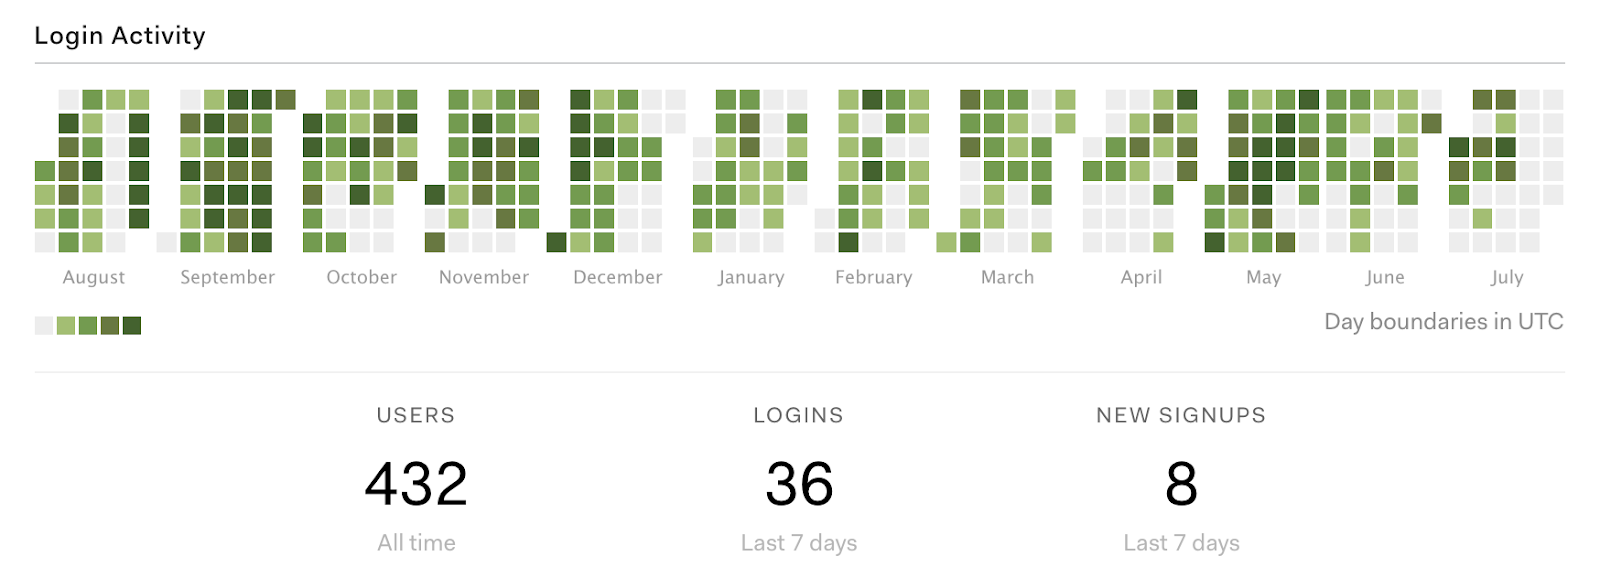 Login Activity
August September October November December January February March April May June July
Day boundaries in UTC
USERS LOGINS NEW SIGNUPS
432 36 8
All time Last 7 days Last 7 days